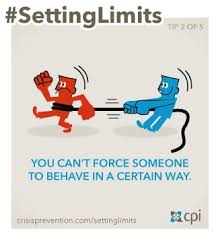 #SettingLimits
TIP 2 OF 5
YOU CAN'T FORCE SOMEONE
TO BEHAVE IN A CERTAIN WAY.
crisisprevention.com/settinglimits
cpi